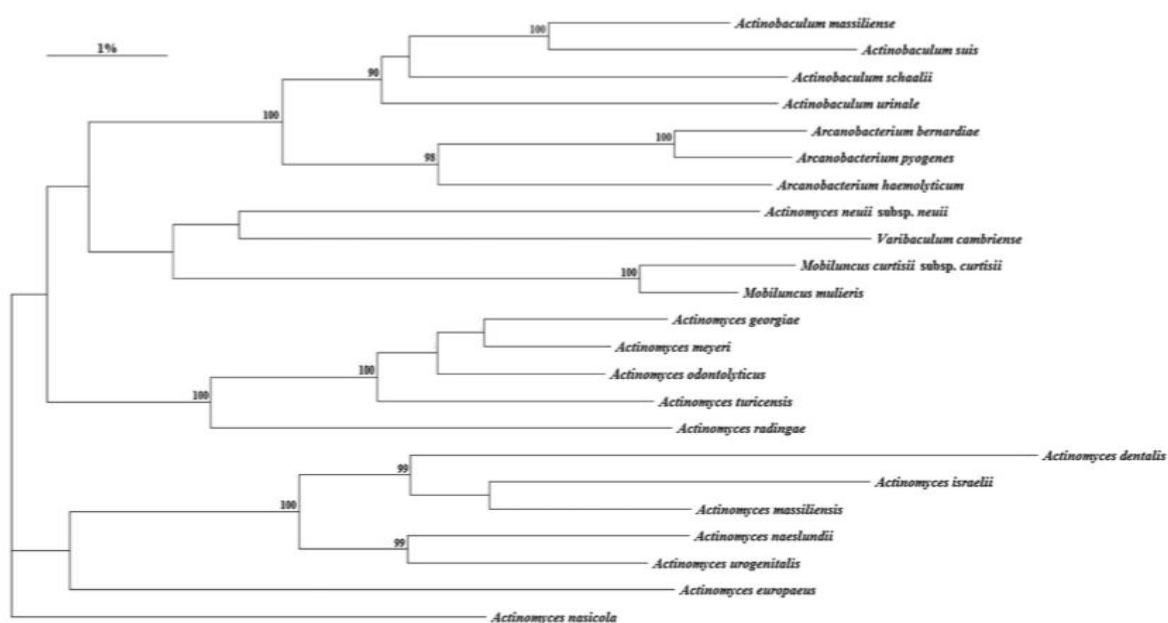 100
Actinobaculum massiliense
1%
Actinobaculum suis
90
Actinobaculum schaalii
Actinobaculum urinale
100
Arcanobacterium bernardiae
100
Arcanobacterium pyogenes
98
Arcanobacterium haemolyticum
Actinomyces neuii subsp. neuii
Varibaculum cambriense
Mobiluncus curtisii subsp. curtisii
100
Mobiluncus mulieris
Actinomyces georgiae
Actinomyces meyeri
100
Actinomyces odontolyticus
100
Actinomyces turicensis
Actinomyces radingae
Actinomyces dentalis
99
Actinomyces israelii
100
Actinomyces massiliensis
Actinomyces naeslundii
99
Actinomyces urogenitalis
Actinomyces europaeus
Actinomyces nasicola